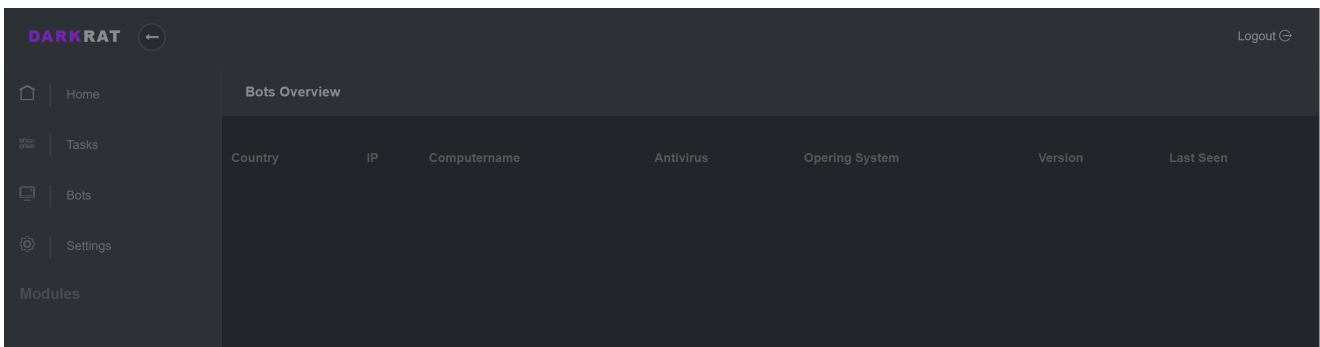 DARKRAT
Logout
Home
Bots Overview
Tasks
Country IP Computername Antivirus Opering System Version Last Seen
Bots
Settings
Modules